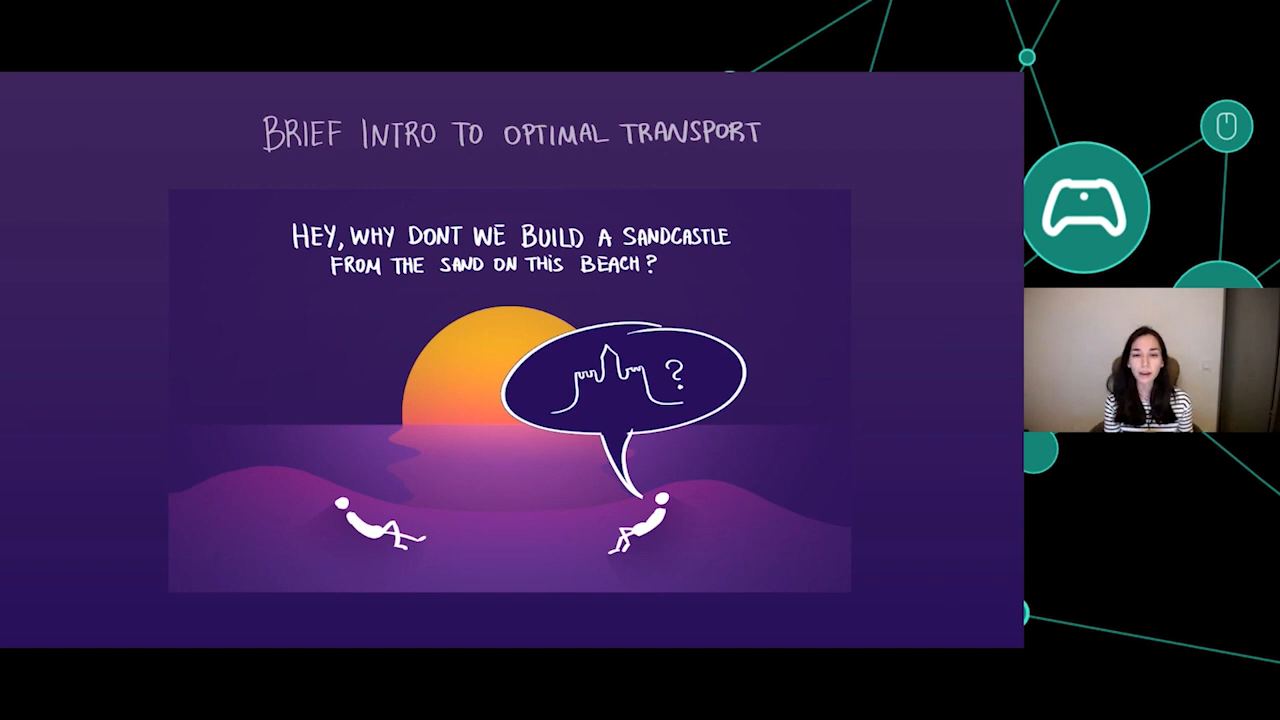 BRIEF INTRO TO OPTIMAL TRANSPORT
HEY, WHY DONT WE BUILD A SANDCASTLE
FROM THE SAND ON THIS BEACH?
?